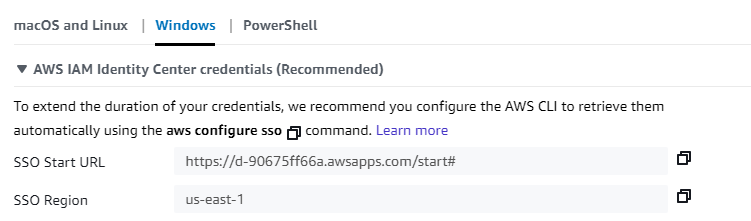 macOS and Linux | Windows | PowerShell
AWS IAM Identity Center credentials (Recommended)
To extend the duration of your credentials, we recommend you configure the AWS CLI to retrieve them
automatically using the aws configure sso command. Learn more
SSO Start URL https://d-90675ff66a.awsapps.com/start#
SSO Region us-east-1